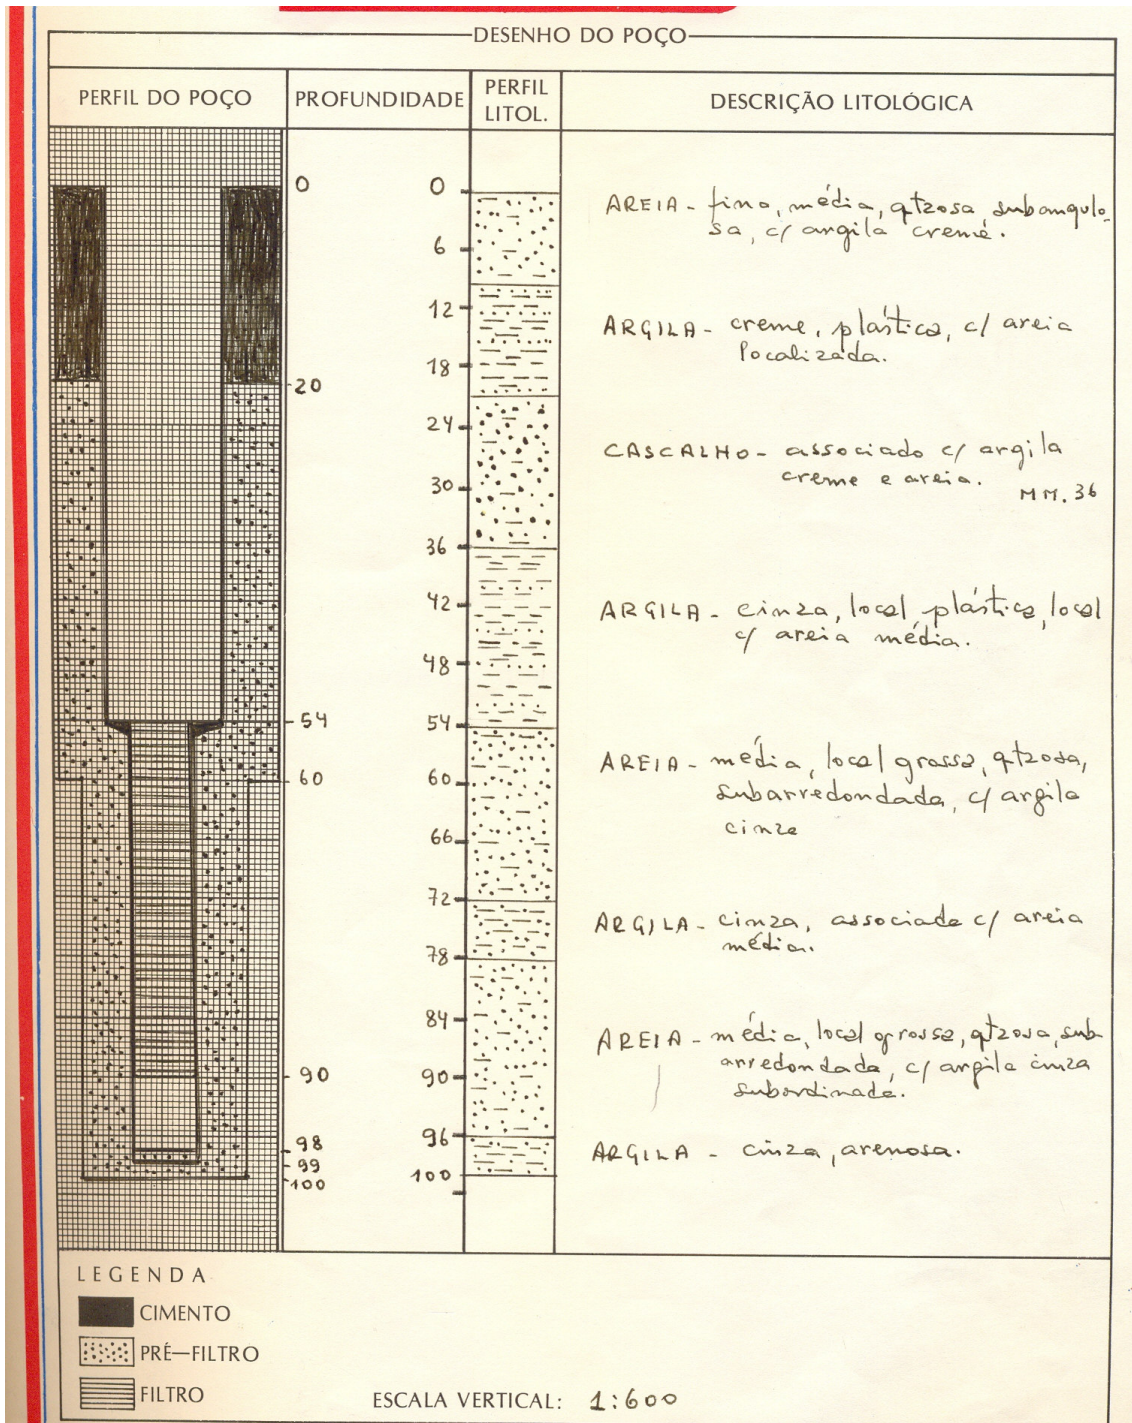 DESENHO DO POÇO
PERFIL DO POÇO
PROFUNDIDADE
PERFIL
LITOL.
DESCRIÇÃO LITOLÓGICA
0
20
54
60
90
98
99
100
0
6
12
18
24
30
36
42
48
54
60
66
72
78
84
90
96
100
AREIA - fina, média, qtzosa, subangulo-
sa, c/ argila creme.
ARGILA - creme, plástica, c/ areia
localizada.
CASCALHO - associado c/ argila
creme e areia.
MM. 36
ARGILA - cinza, local plástica, local
c/ areia média.
AREIA - média, local grossa, qtzosa,
subarredondada, c/ argila
cinza
ARGILA - cinza, associada c/ areia
média.
AREIA - média, local grossa, qtzosa, sub
arredondada, c/ argila cinza
subordinada.
ARGILA - cinza, arenosa.
LEGENDA
CIMENTO
PRÉ-FILTRO
FILTRO
ESCALA VERTICAL: 1:600